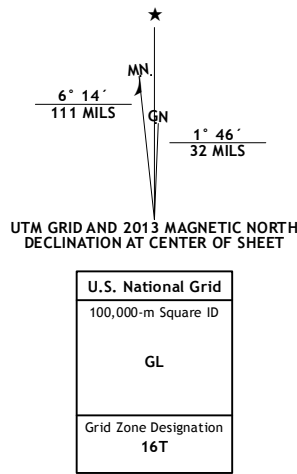 ★
MN.
GN
6° 14´
111 MILS
1° 46´
32 MILS
UTM GRID AND 2013 MAGNETIC NORTH
DECLINATION AT CENTER OF SHEET
U.S. National Grid
100,000-m Square ID
GL
Grid Zone Designation
16T